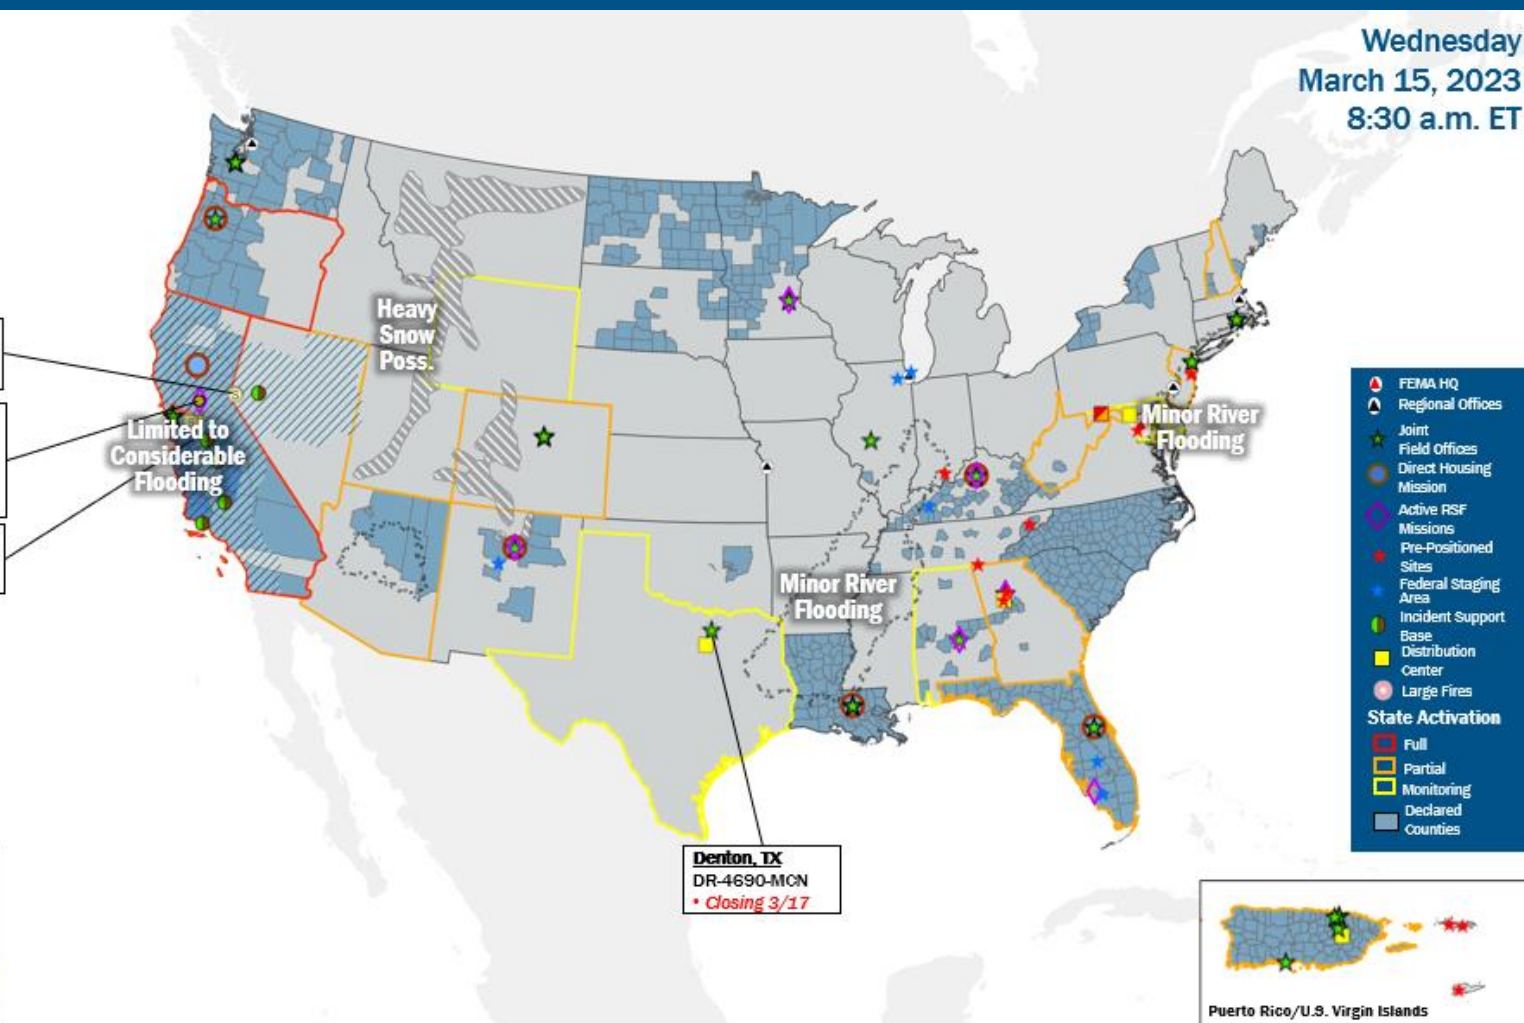 Wednesday
March 15, 2023
8:30 a.m. ET
Heavy
Snow
Poss.
Limited to
Considerable
Flooding
Minor River
Flooding
Minor River
Flooding
Denton, TX
DR-4690-MCN
• Closing 3/17
FEMA HQ
Regional Offices
Joint
Field Offices
Direct Housing
Mission
Active RSF
Missions
Pre-Positioned
Sites
Federal Staging
Area
Incident Support
Base
Distribution
Center
Large Fires
State Activation
Full
Partial
Monitoring
Declared
Counties
Puerto Rico/U.S. Virgin Islands